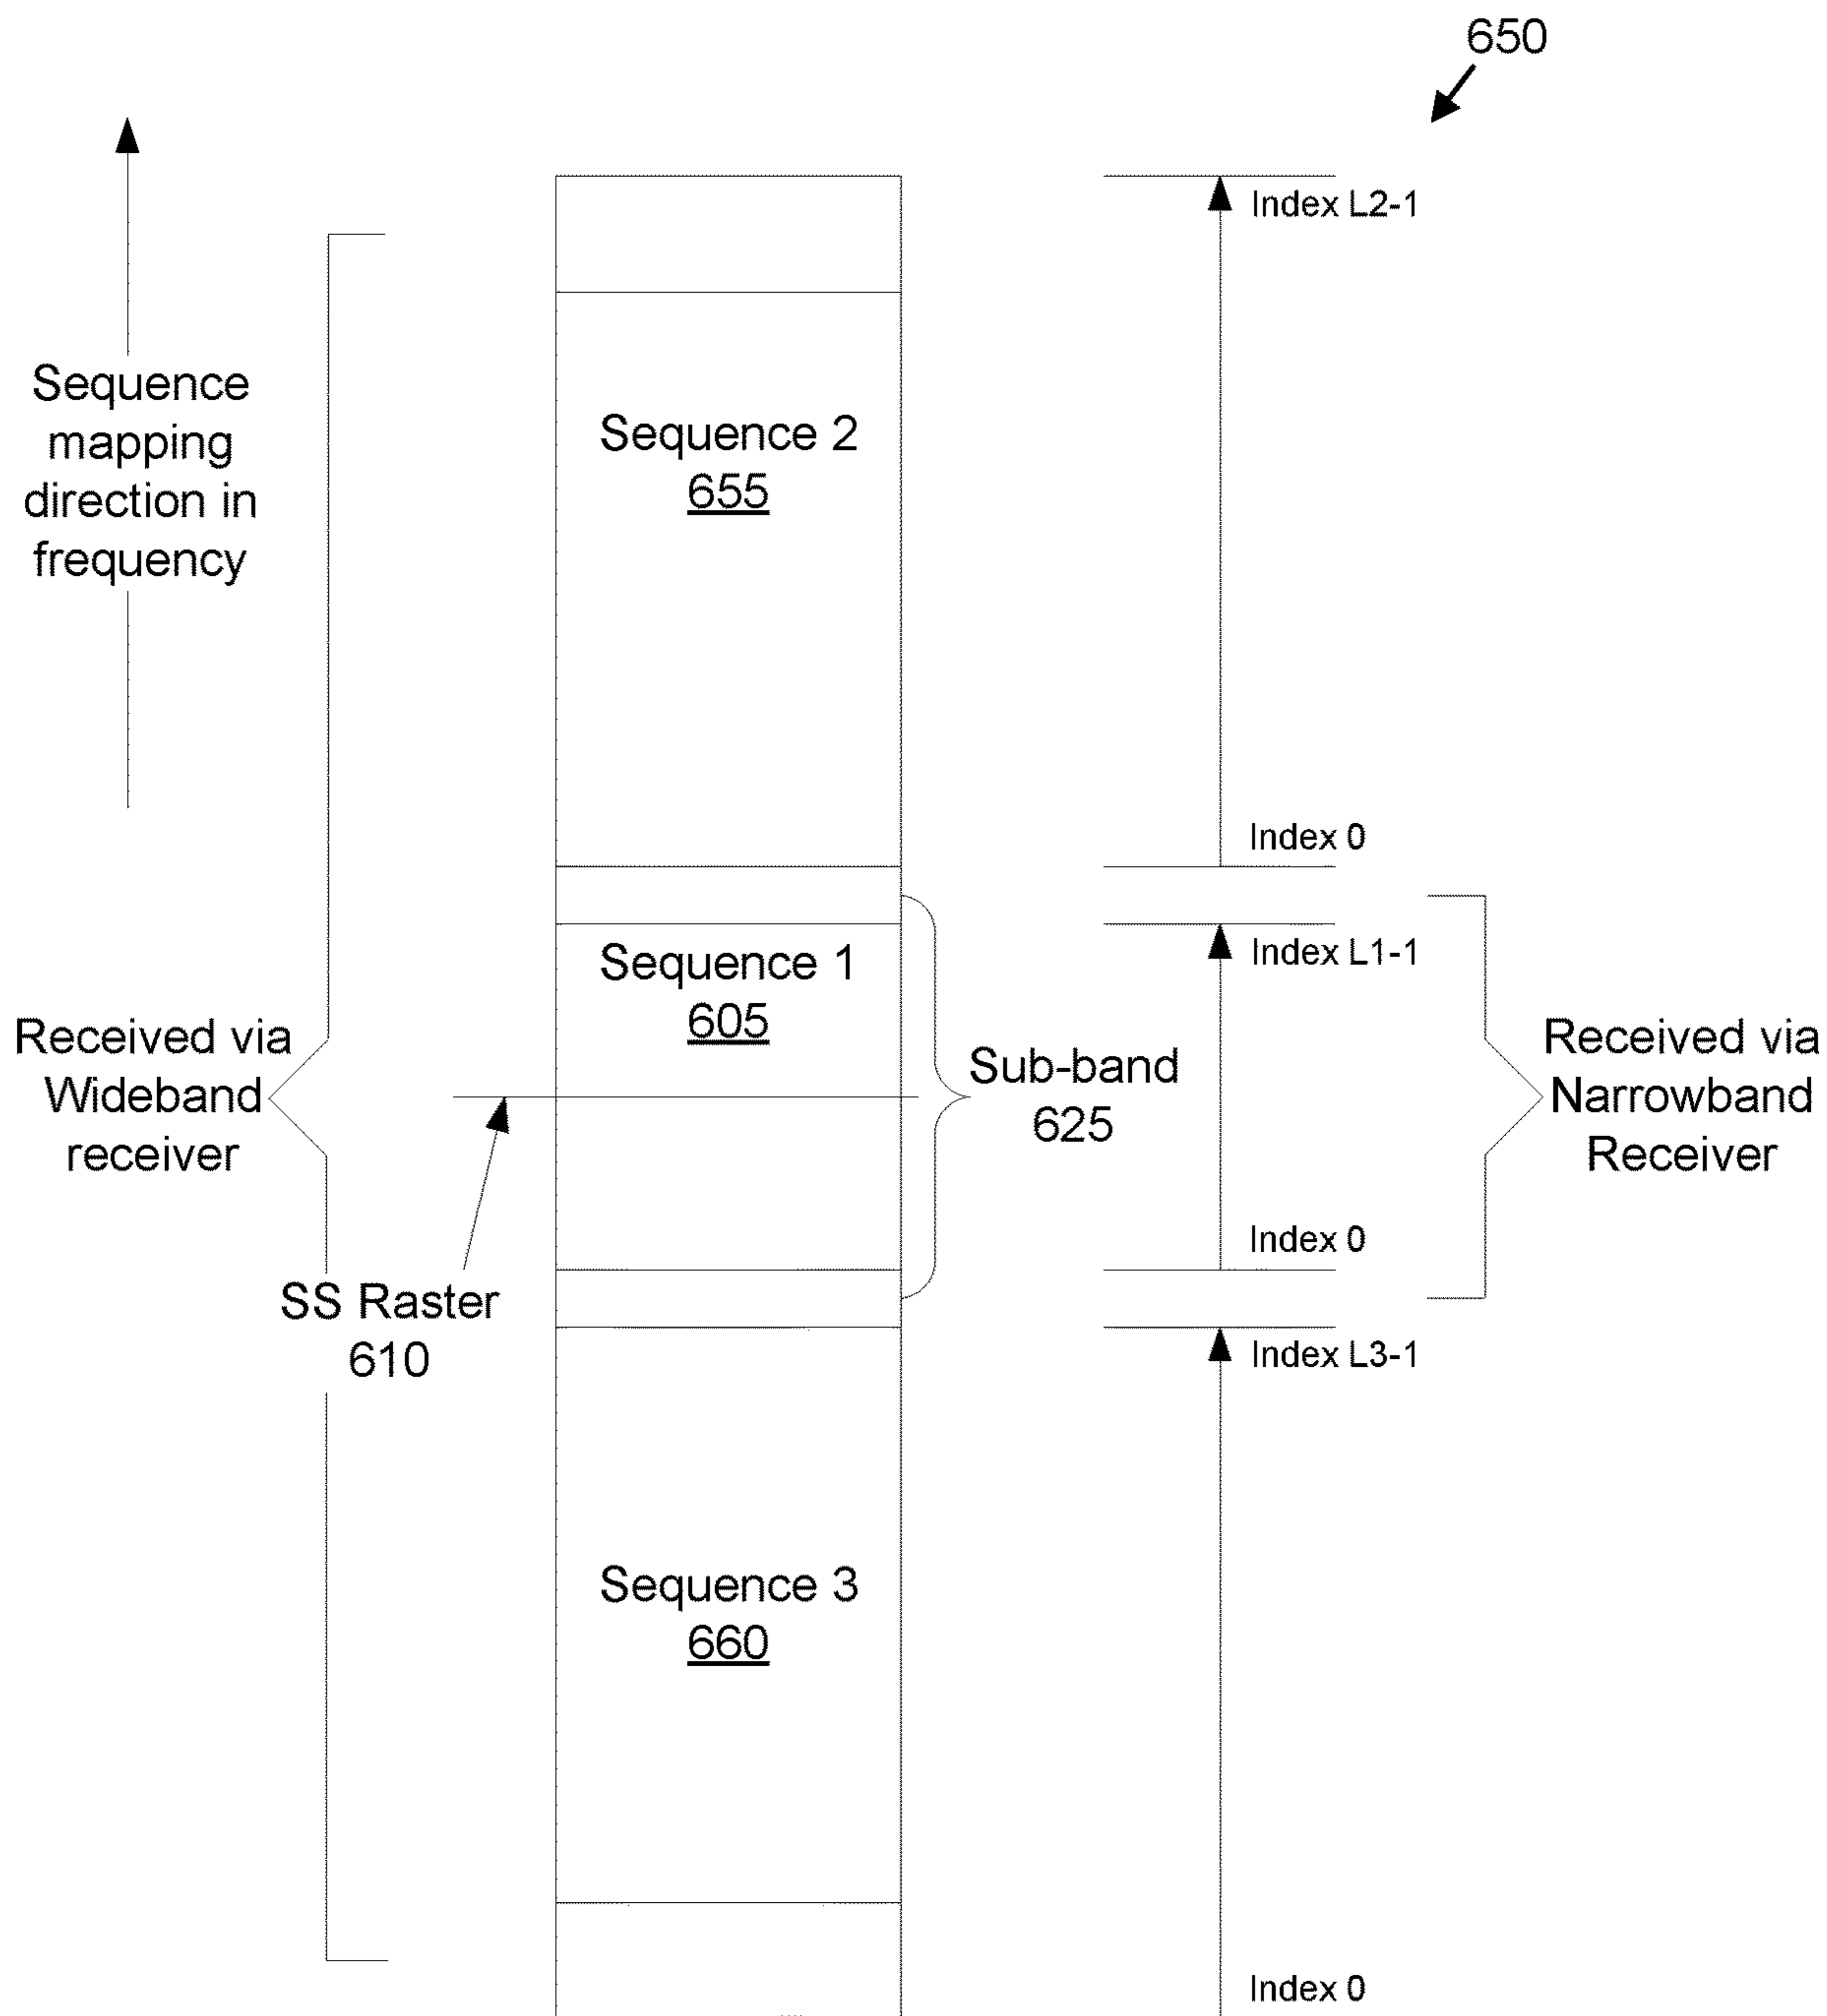 650
Index L2-1
Sequence
mapping
direction in
frequency
Sequence 2
655
Index 0
Sequence 1
605
Index L1-1
Received via
Wideband
receiver
Sub-band
625
Received via
Narrowband
Receiver
Index 0
SS Raster
610
Index L3-1
Sequence 3
660
Index 0